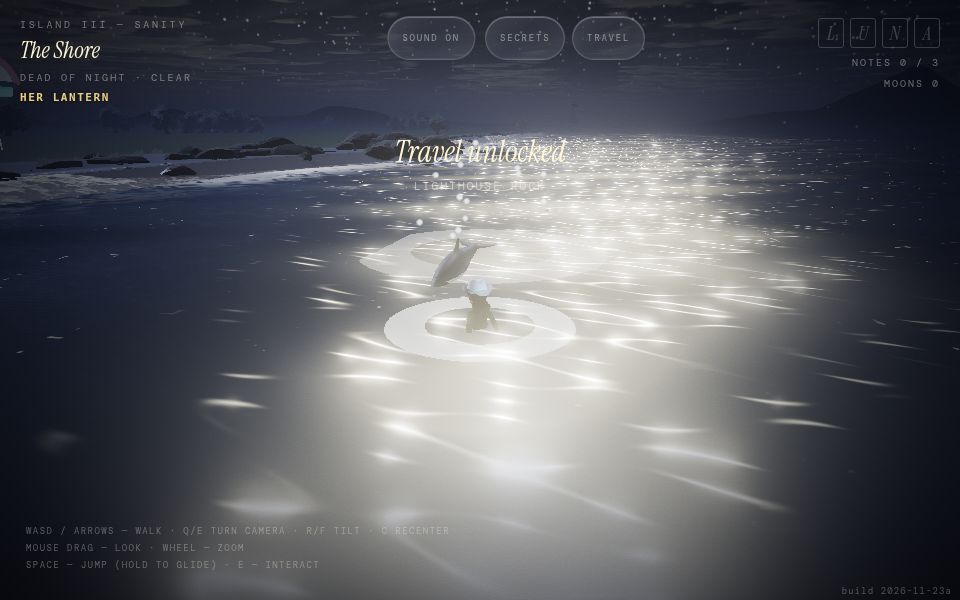 ISLAND III — SANITY
The Shore
DEAD OF NIGHT · CLEAR
HER LANTERN
SOUND ON
SECRETS
TRAVEL
L U N A
NOTES 0 / 3
MOONS 0
Travel unlocked
LIGHTHOUSE ROCK
WASD / ARROWS — WALK · Q/E TURN CAMERA · R/F TILT · C RECENTER
MOUSE DRAG — LOOK · WHEEL — ZOOM
SPACE — JUMP (HOLD TO GLIDE) · E — INTERACT
build 2026-11-23a